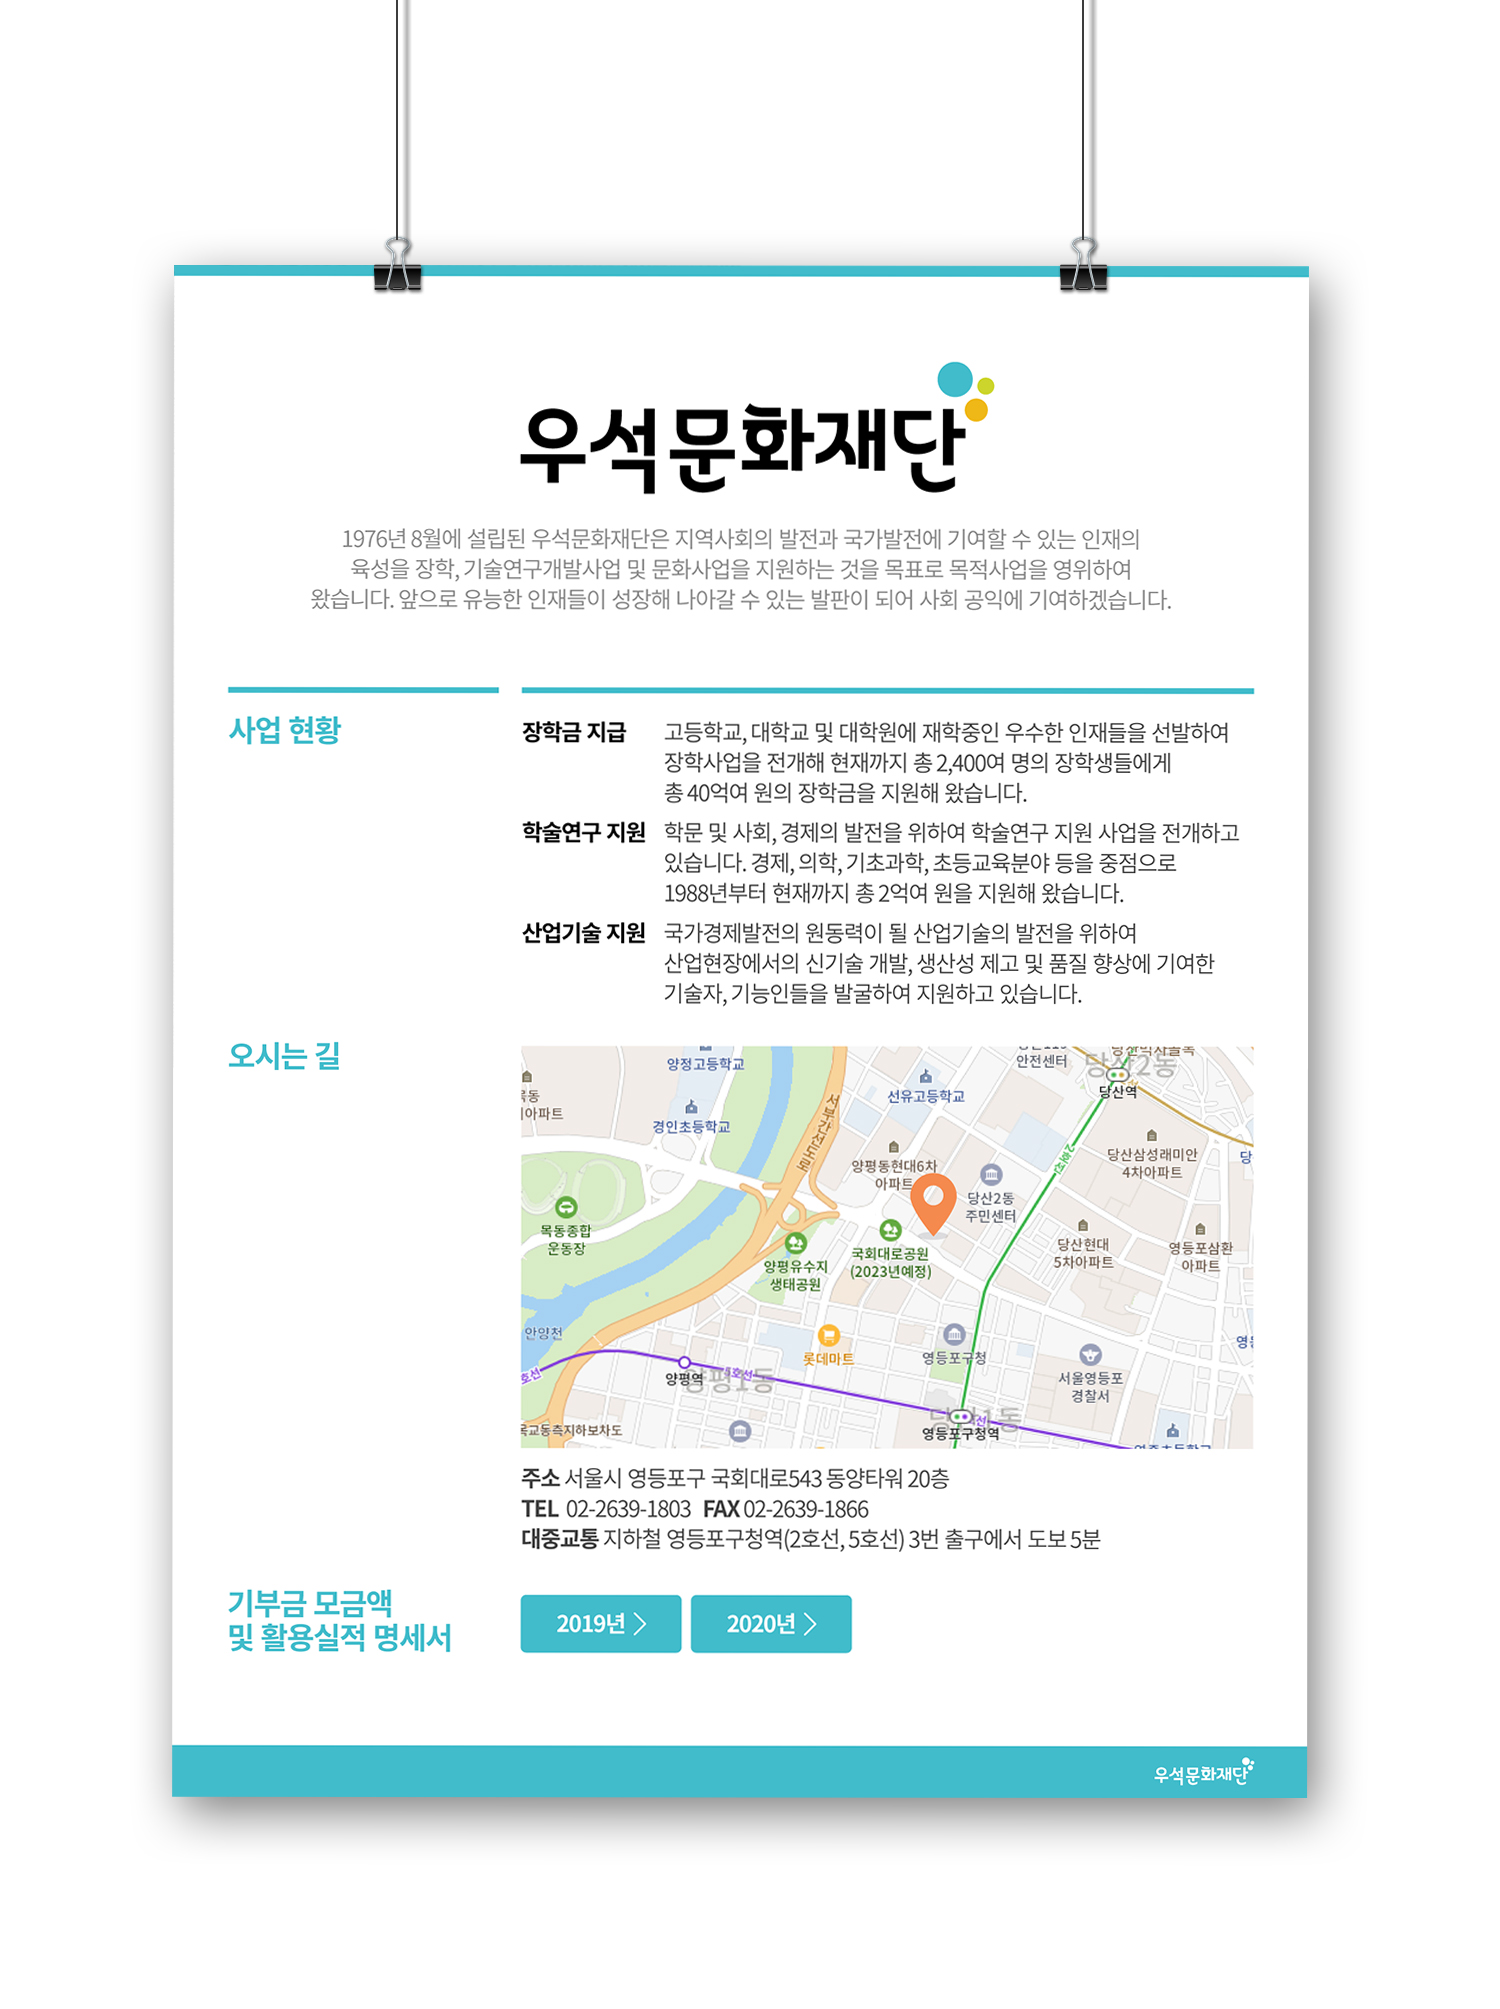 우석문화재단
1976년 8월에 설립된 우석문화재단은 지역사회의 발전과 국가발전에 기여할 수 있는 인재의
육성을 장학, 기술연구개발사업 및 문화사업을 지원하는 것을 목표로 목적사업을 영위하여
왔습니다. 앞으로 유능한 인재들이 성장해 나아갈 수 있는 발판이 되어 사회 공익에 기여하겠습니다.
사업 현황
장학금 지급
고등학교, 대학교 및 대학원에 재학중인 우수한 인재들을 선발하여
장학사업을 전개해 현재까지 총 2,400여 명의 장학생들에게
총 40억여 원의 장학금을 지원해 왔습니다.
학술연구 지원
학문 및 사회, 경제의 발전을 위하여 학술연구 지원 사업을 전개하고
있습니다. 경제, 의학, 기초과학, 초등교육분야 등을 중점으로
1988년부터 현재까지 총 2억여 원을 지원해 왔습니다.
산업기술 지원
국가경제발전의 원동력이 될 산업기술의 발전을 위하여
산업현장에서의 신기술 개발, 생산성 제고 및 품질 향상에 기여한
기술자, 기능인들을 발굴하여 지원하고 있습니다.
오시는 길
양정고등학교
안전센터
당산2동
당산역
아파트
경인초등학교
서부간선도로
선유고등학교
2호선
양평동현대6차
아파트
당산2동
주민센터
당산삼성래미안
4차아파트
당
목동종합
운동장
양평유수지
생태공원
국회대로공원
(2023년예정)
당산현대
5차아파트
영등포삼환
아파트
안양천
롯데마트
영등포구청
서울영등포
경찰서
호선
양평역
양평1동
5호선
영등포구청역
목교동측지하보차도
주소 서울시 영등포구 국회대로543 동양타워 20층
TEL 02-2639-1803 FAX 02-2639-1866
대중교통 지하철 영등포구청역(2호선, 5호선) 3번 출구에서 도보 5분
기부금 모금액
및 활용실적 명세서
2019년
2020년
우석문화재단